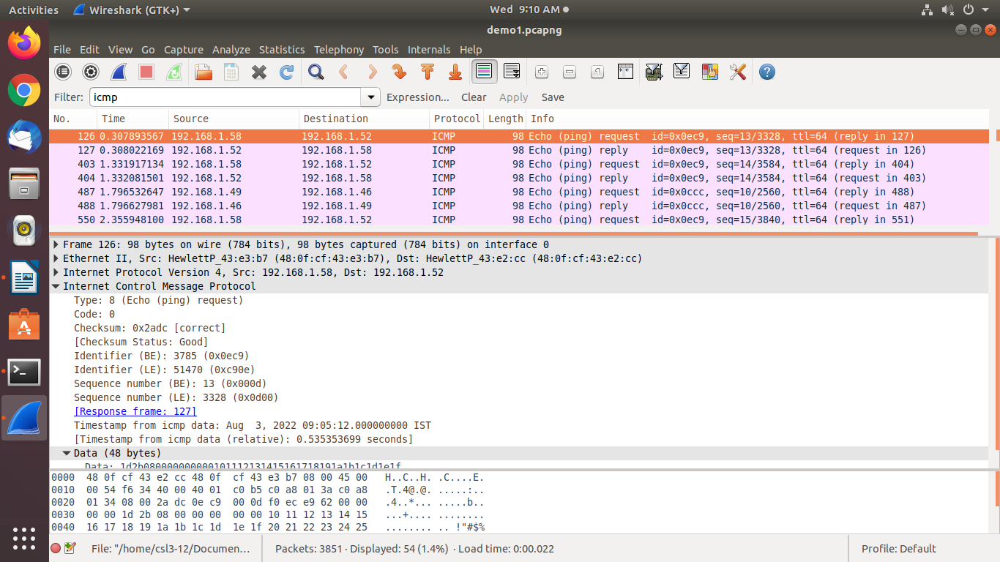 Activities Wireshark (GTK+) Wed 9:10 AM
demo1.pcapng
File Edit View Go Capture Analyze Statistics Telephony Tools Internals Help
Filter: icmp Expression... Clear Apply Save
No. Time Source Destination Protocol Length Info
126 0.307893567 192.168.1.58 192.168.1.52 ICMP 98 Echo (ping) request id=0x0ec9, seq=13/3328, ttl=64 (reply in 127)
127 0.308022169 192.168.1.52 192.168.1.58 ICMP 98 Echo (ping) reply id=0x0ec9, seq=13/3328, ttl=64 (request in 126)
403 1.331917134 192.168.1.58 192.168.1.52 ICMP 98 Echo (ping) request id=0x0ec9, seq=14/3584, ttl=64 (reply in 404)
404 1.332081501 192.168.1.52 192.168.1.58 ICMP 98 Echo (ping) reply id=0x0ec9, seq=14/3584, ttl=64 (request in 403)
487 1.796532647 192.168.1.49 192.168.1.46 ICMP 98 Echo (ping) request id=0x0ccc, seq=10/2560, ttl=64 (reply in 488)
488 1.796627981 192.168.1.46 192.168.1.49 ICMP 98 Echo (ping) reply id=0x0ccc, seq=10/2560, ttl=64 (request in 487)
550 2.355948100 192.168.1.58 192.168.1.52 ICMP 98 Echo (ping) request id=0x0ec9, seq=15/3840, ttl=64 (reply in 551)
Frame 126: 98 bytes on wire (784 bits), 98 bytes captured (784 bits) on interface 0
Ethernet II, Src: HewlettP_43:e3:b7 (48:0f:cf:43:e3:b7), Dst: HewlettP_43:e2:cc (48:0f:cf:43:e2:cc)
Internet Protocol Version 4, Src: 192.168.1.58, Dst: 192.168.1.52
Internet Control Message Protocol
Type: 8 (Echo (ping) request)
Code: 0
Checksum: 0x2adc [correct]
[Checksum Status: Good]
Identifier (BE): 3785 (0x0ec9)
Identifier (LE): 51470 (0xc90e)
Sequence number (BE): 13 (0x000d)
Sequence number (LE): 3328 (0x0d00)
[Response frame: 127]
Timestamp from icmp data: Aug  3, 2022 09:05:12.000000000 IST
[Timestamp from icmp data (relative): 0.535353699 seconds]
Data (48 bytes)
Data: 1d2b080000000000101112131415161718191a1b1c1d1e1f
0000 48 0f cf 43 e2 cc 48 0f cf 43 e3 b7 08 00 45 00 H..C..H. .C....E.
0010 00 54 f6 34 40 00 40 01 c0 b5 c0 a8 01 3a c0 a8 .T.4@.@. .....:..
0020 01 34 08 00 2a dc 0e c9 00 0d f0 ec e9 62 00 00 .4..*... .....b..
0030 00 00 1d 2b 08 00 00 00 00 00 10 11 12 13 14 15 ...+.... ........
0040 16 17 18 19 1a 1b 1c 1d 1e 1f 20 21 22 23 24 25 ........ .. !"#$%
File: "/home/csl3-12/Documen... Packets: 3851 · Displayed: 54 (1.4%) · Load time: 0:00.022 Profile: Default